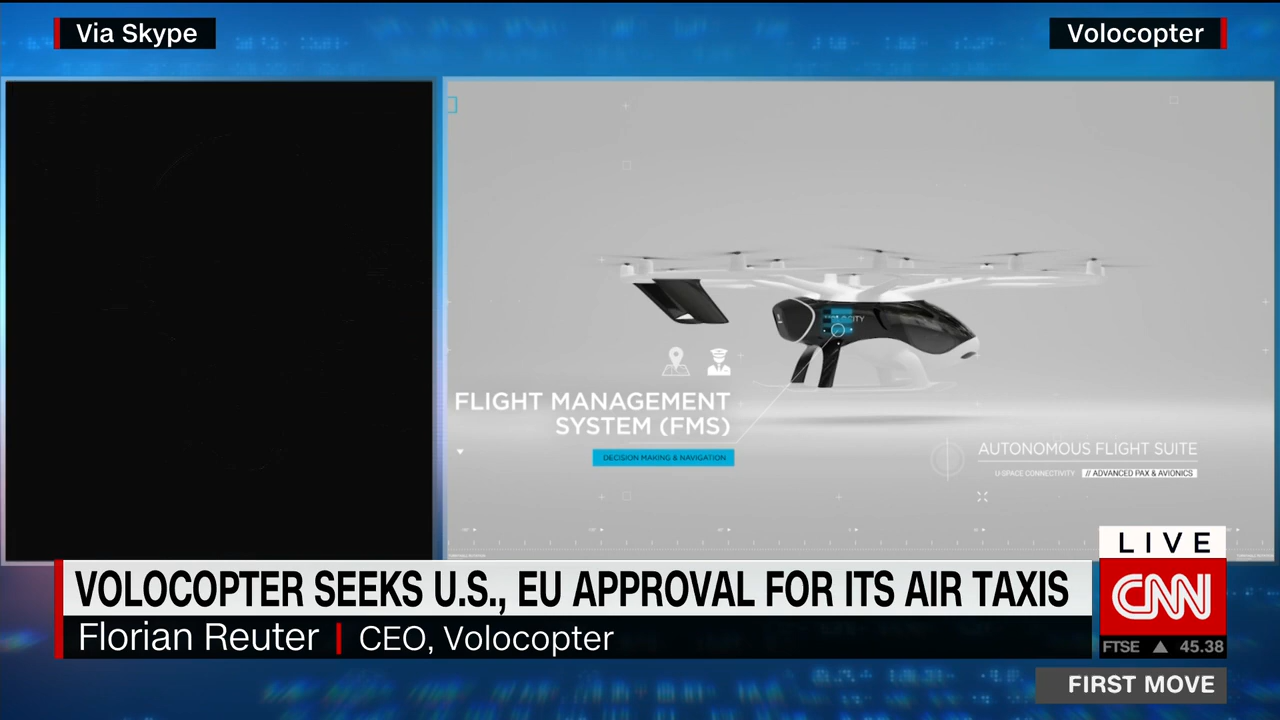 Via Skype
Volocopter
FLIGHT MANAGEMENT
SYSTEM (FMS)
DECISION MAKING & NAVIGATION
AUTONOMOUS FLIGHT SUITE
U-SPACE CONNECTIVITY // ADVANCED PAX & AVIONICS
VOLOCOPTER SEEKS U.S., EU APPROVAL FOR ITS AIR TAXIS
Florian Reuter | CEO, Volocopter
LIVE
CNN
FTSE ▲ 45.38
FIRST MOVE